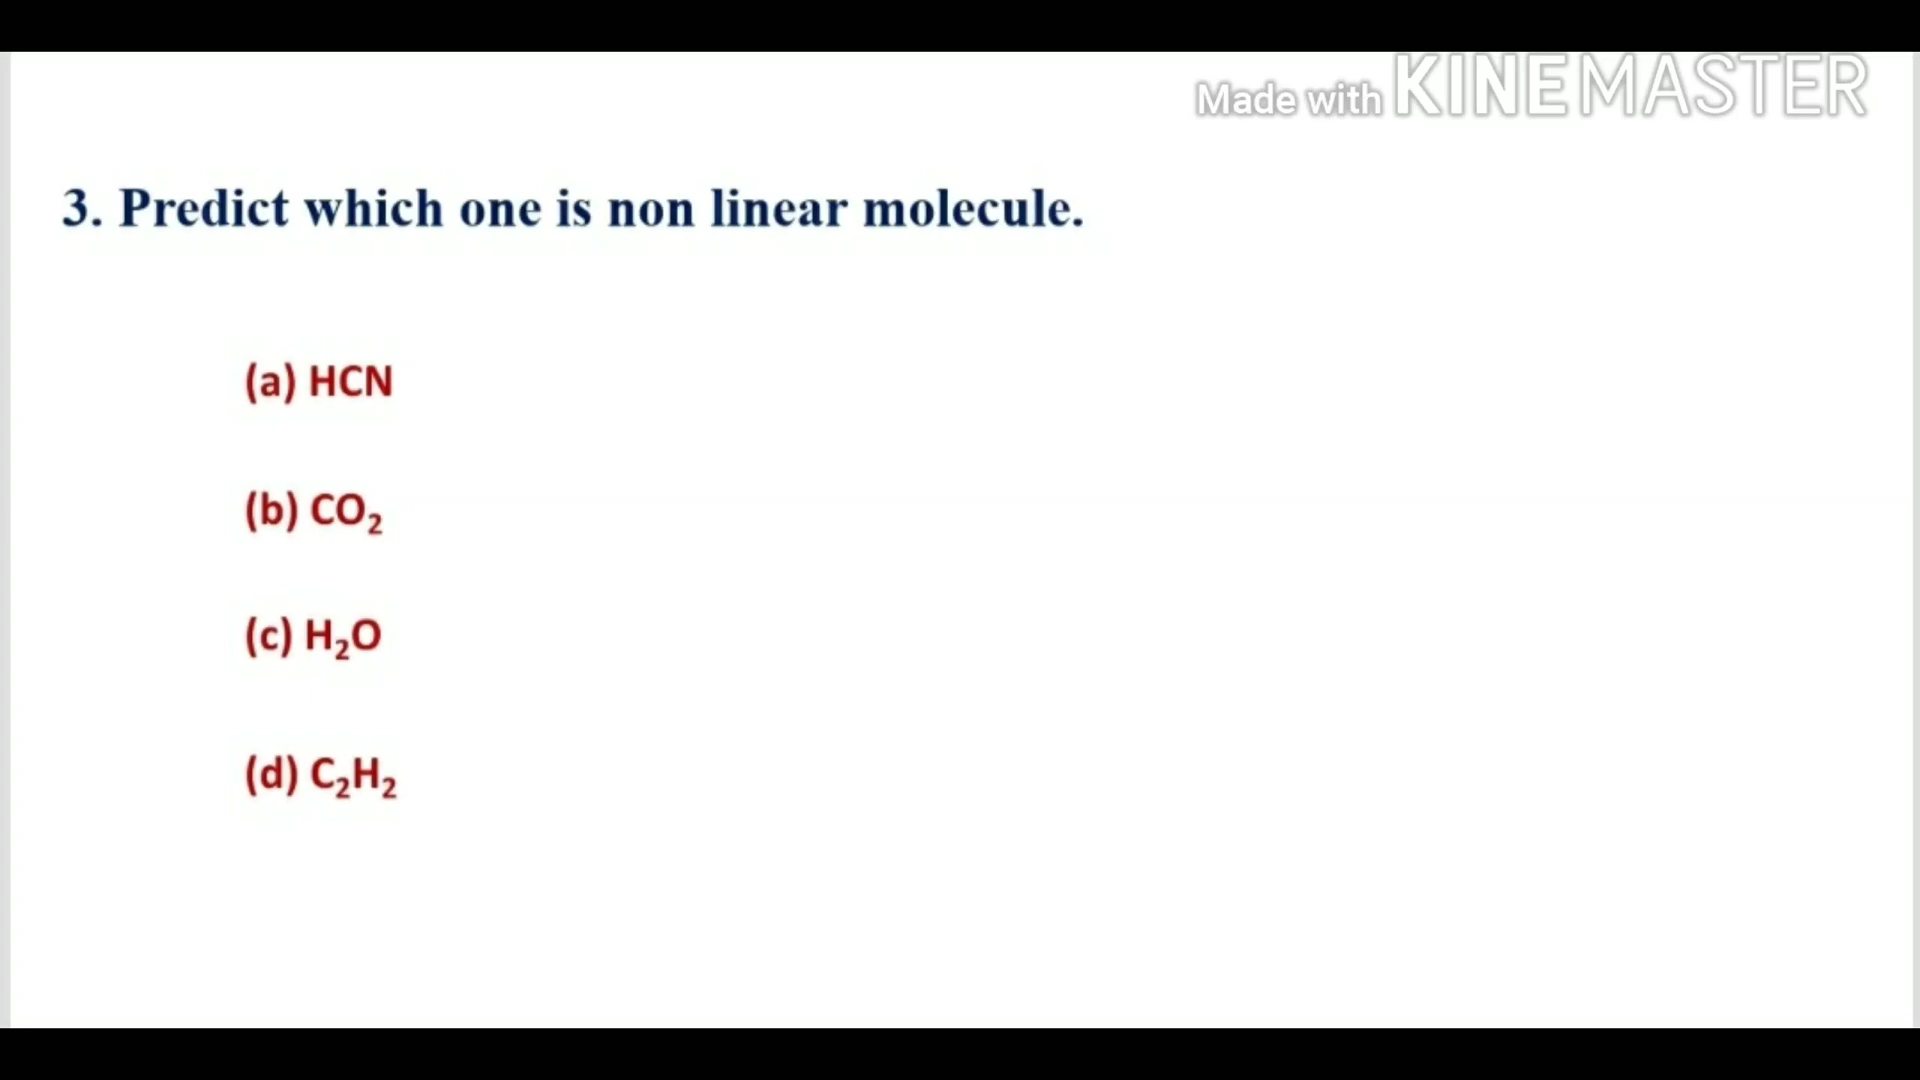 Made with KINEMASTER
3. Predict which one is non linear molecule.
(a) HCN
(b) CO₂
(c) H₂O
(d) C₂H₂